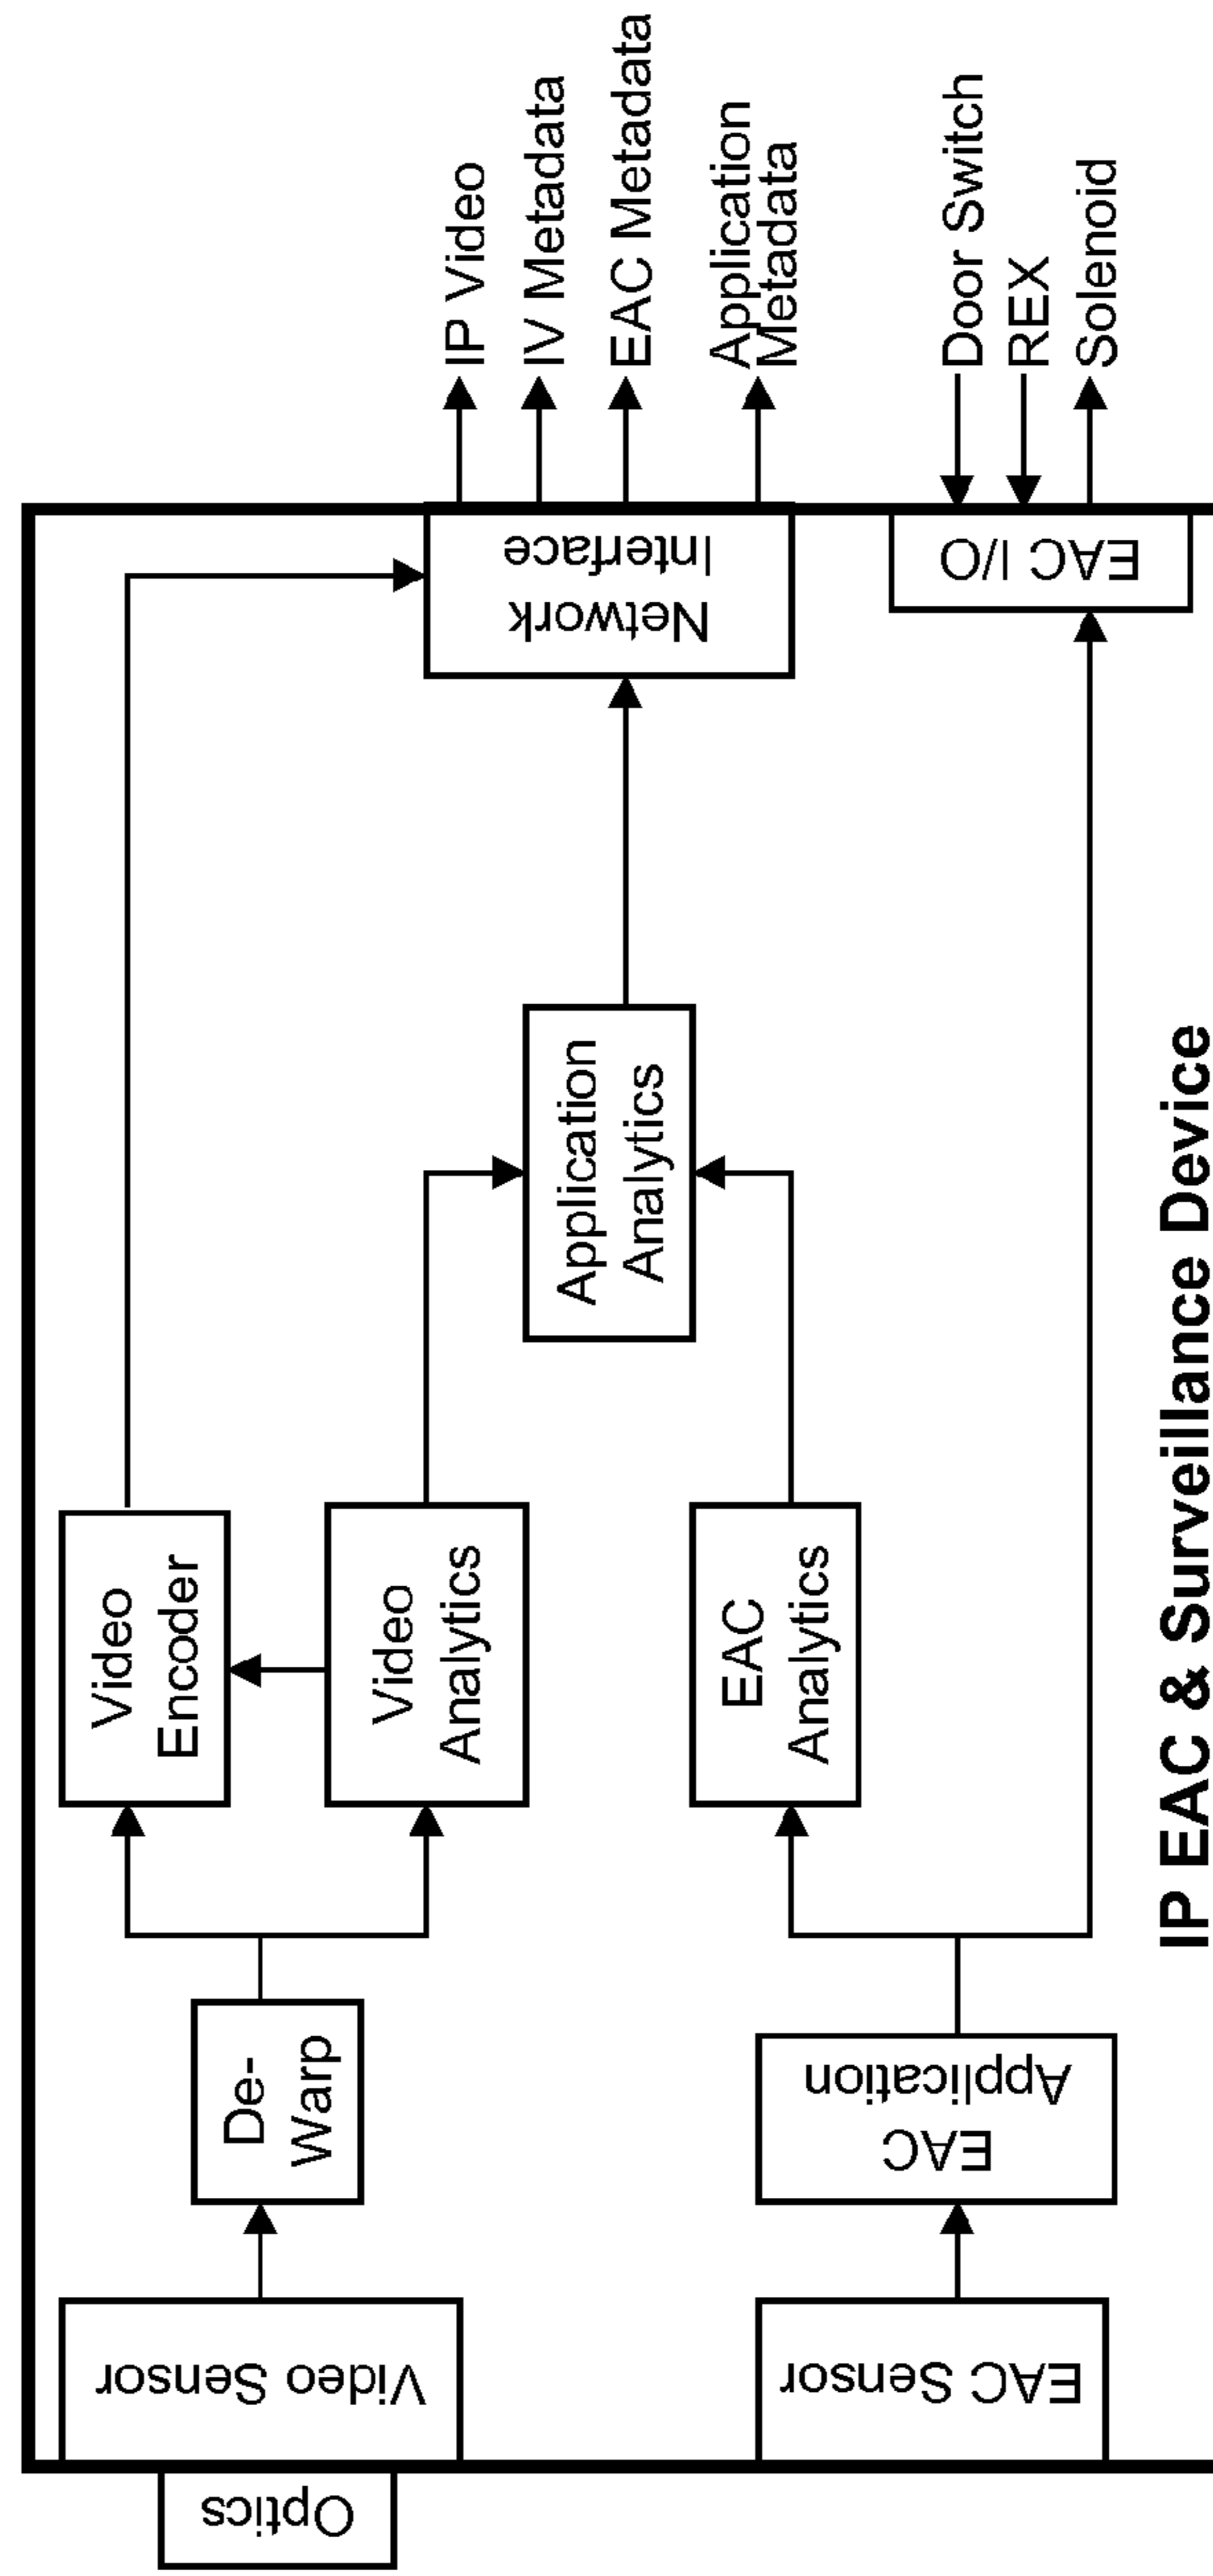 Optics
Video Sensor
De-
Warp
Video
Encoder
Video
Analytics
Application
Analytics
Network
Interface
IP Video
IV Metadata
EAC Metadata
Application
Metadata
EAC Sensor
EAC
Application
EAC
Analytics
EAC I/O
Door Switch
REX
Solenoid
IP EAC & Surveillance Device